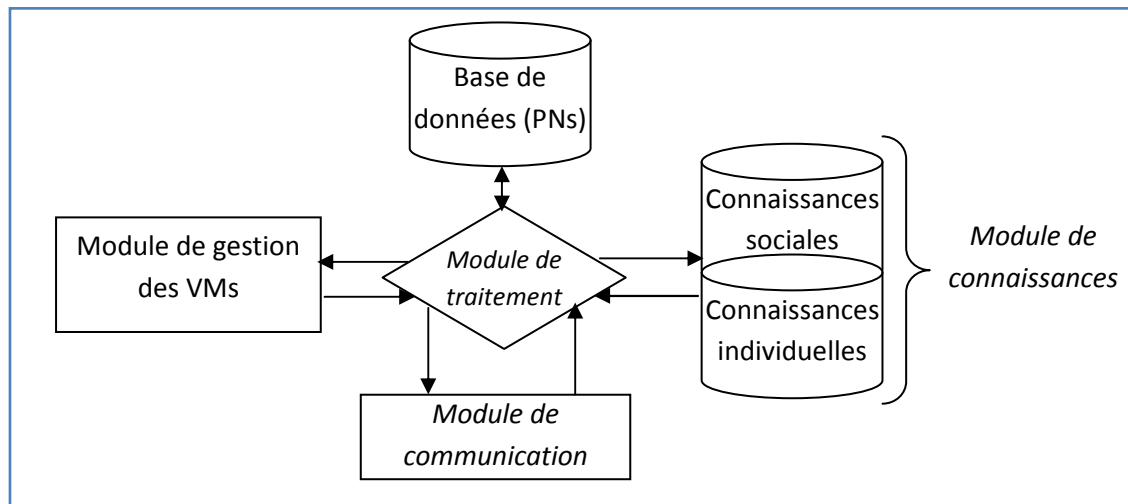 Base de
données (PNs)
Module de gestion
des VMs
Module de
traitement
Connaissances
sociales
Connaissances
individuelles
Module de
connaissances
Module de
communication